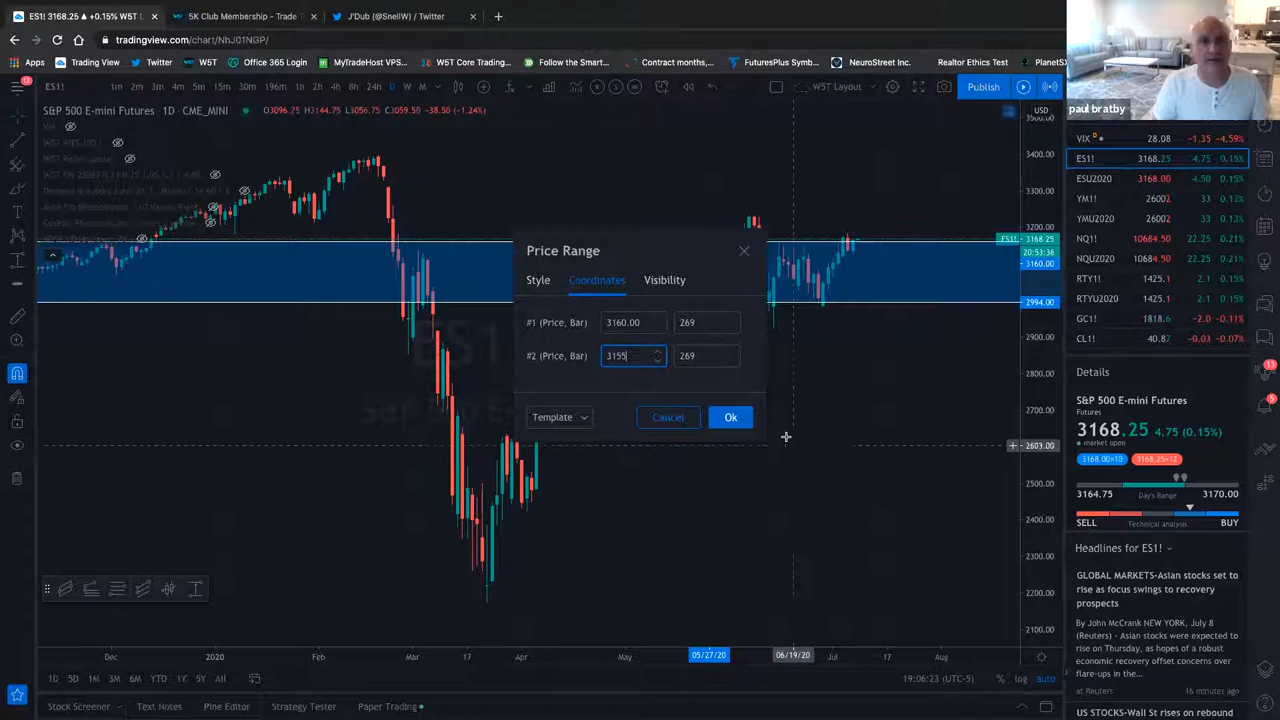 ES1! 3168.25 ▲ +0.15% W5T
5K Club Membership - Trade T
J'Dub (@SnellW) / Twitter
tradingview.com/chart/NhJ01NGP/
Apps Trading View Twitter W5T Office 365 Login MyTradeHost VPS... W5T Core Trading... Follow the Smart... Contract months,... FuturesPlus Symb... NeuroStreet Inc. Realtor Ethics Test PlanetSX
paul bratby
13
ES1! 1m 2m 3m 4m 5m 15m 30m 1h 2h 4h 24h D W M
W5T Layout
Publish
S&P 500 E-mini Futures · 1D · CME_MINI O3096.25 H3144.75 L3056.75 C3059.50 -38.50 (-1.24%)
USD
3500.00
3400.00
3300.00
3200.00
ES1! 3168.25
20:53:36
3160.00
2994.00
2900.00
2800.00
2700.00
2603.00
2500.00
2400.00
2300.00
2200.00
2100.00
Price Range
Style Coordinates Visibility
#1 (Price, Bar) 3160.00 269
#2 (Price, Bar) 3155 269
Template Cancel Ok
Dec 2020 Feb Mar 17 Apr May 05/27/20 06/19/20 Jul 17 Aug
1D 5D 1M 3M 6M YTD 1Y 5Y All
19:06:23 (UTC-5) % log auto
Stock Screener Text Notes Pine Editor Strategy Tester Paper Trading
VIX 28.08 -1.35 -4.59%
ES1! 3168.25 4.75 0.15%
ESU2020 3168.00 4.50 0.15%
YM1! 26002 33 0.13%
YMU2020 26002 33 0.13%
NQ1! 10684.50 22.25 0.21%
NQU2020 10684.50 22.25 0.21%
RTY1! 1425.1 2.1 0.15%
RTYU2020 1425.1 2.1 0.15%
GC1! 1818.6 -2.0 -0.11%
CL1! 40.87 -0.03 -0.07%
Details
S&P 500 E-mini Futures
Futures
3168.25 4.75 (0.15%)
market open
3168.00×10 3168.25×12
3164.75 Day's Range 3170.00
SELL Technical analysis BUY
Headlines for ES1!
GLOBAL MARKETS-Asian stocks set to
rise as focus swings to recovery
prospects
By John McCrank NEW YORK, July 8
(Reuters) - Asian stocks were expected to
rise on Thursday, as hopes of a robust
economic recovery offset concerns over
flare-ups in the...
at Reuters 16 minutes ago
US STOCKS-Wall St rises on rebound
13
5